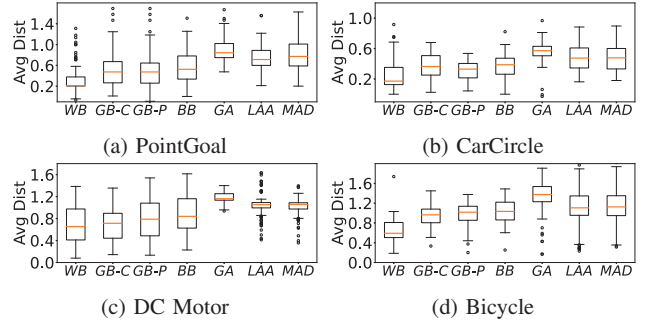 Avg Dist
1.4
1.0
0.6
0.2
WB GB-C GB-P BB GA LAA MAD
(a) PointGoal
Avg Dist
1.0
0.6
0.2
WB GB-C GB-P BB GA LAA MAD
(b) CarCircle
Avg Dist
1.6
1.2
0.8
0.4
0.0
WB GB-C GB-P BB GA LAA MAD
(c) DC Motor
Avg Dist
1.6
1.2
0.8
0.4
0.0
WB GB-C GB-P BB GA LAA MAD
(d) Bicycle